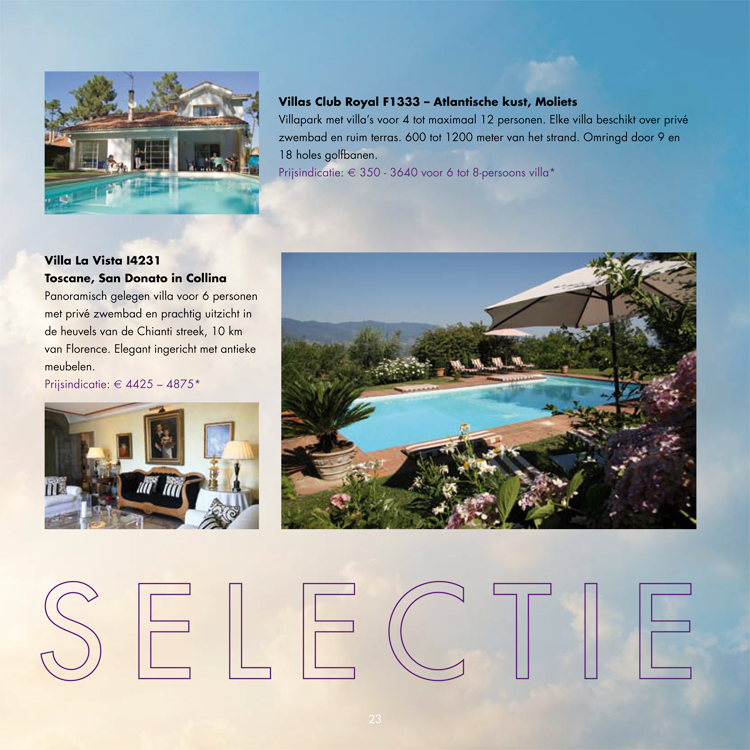 Villas Club Royal F1333 – Atlantische kust, Moliets
Villapark met villa's voor 4 tot maximaal 12 personen. Elke villa beschikt over privé
zwembad en ruim terras. 600 tot 1200 meter van het strand. Omringd door 9 en
18 holes golfbanen.
Prijsindicatie: € 350 - 3640 voor 6 tot 8-persoons villa*
Villa La Vista I4231
Toscane, San Donato in Collina
Panoramisch gelegen villa voor 6 personen
met privé zwembad en prachtig uitzicht in
de heuvels van de Chianti streek, 10 km
van Florence. Elegant ingericht met antieke
meubelen.
Prijsindicatie: € 4425 – 4875*
SELECTIE
23